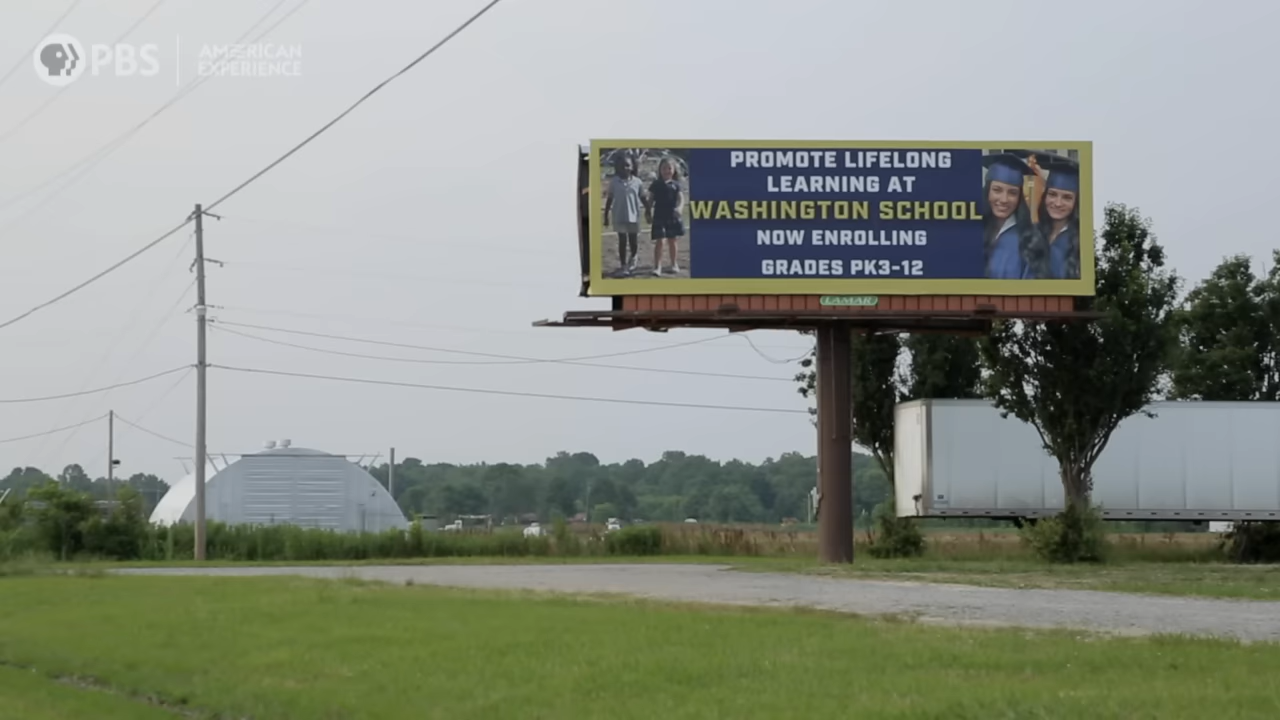 PBS
AMERICAN
EXPERIENCE
PROMOTE LIFELONG
LEARNING AT
WASHINGTON SCHOOL
NOW ENROLLING
GRADES PK3-12
LAMAR